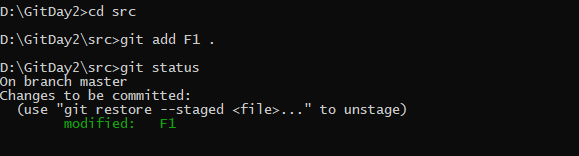 D:\GitDay2>cd src
D:\GitDay2\src>git add F1 .
D:\GitDay2\src>git status
On branch master
Changes to be committed:
  (use "git restore --staged <file>..." to unstage)
        modified:   F1